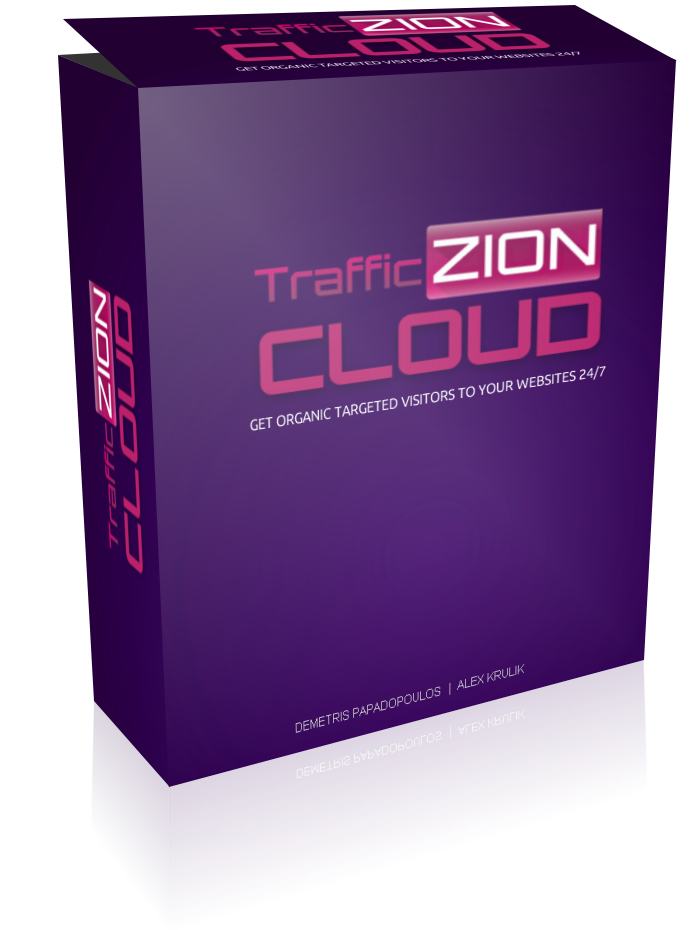 Traffic ZION
CLOUD
GET ORGANIC TARGETED VISITORS TO YOUR WEBSITES 24/7
Traffic ZION
CLOUD
Traffic ZION
CLOUD
GET ORGANIC TARGETED VISITORS TO YOUR WEBSITES 24/7
DEMETRIS PAPADOPOULOS | ALEX KRULIK